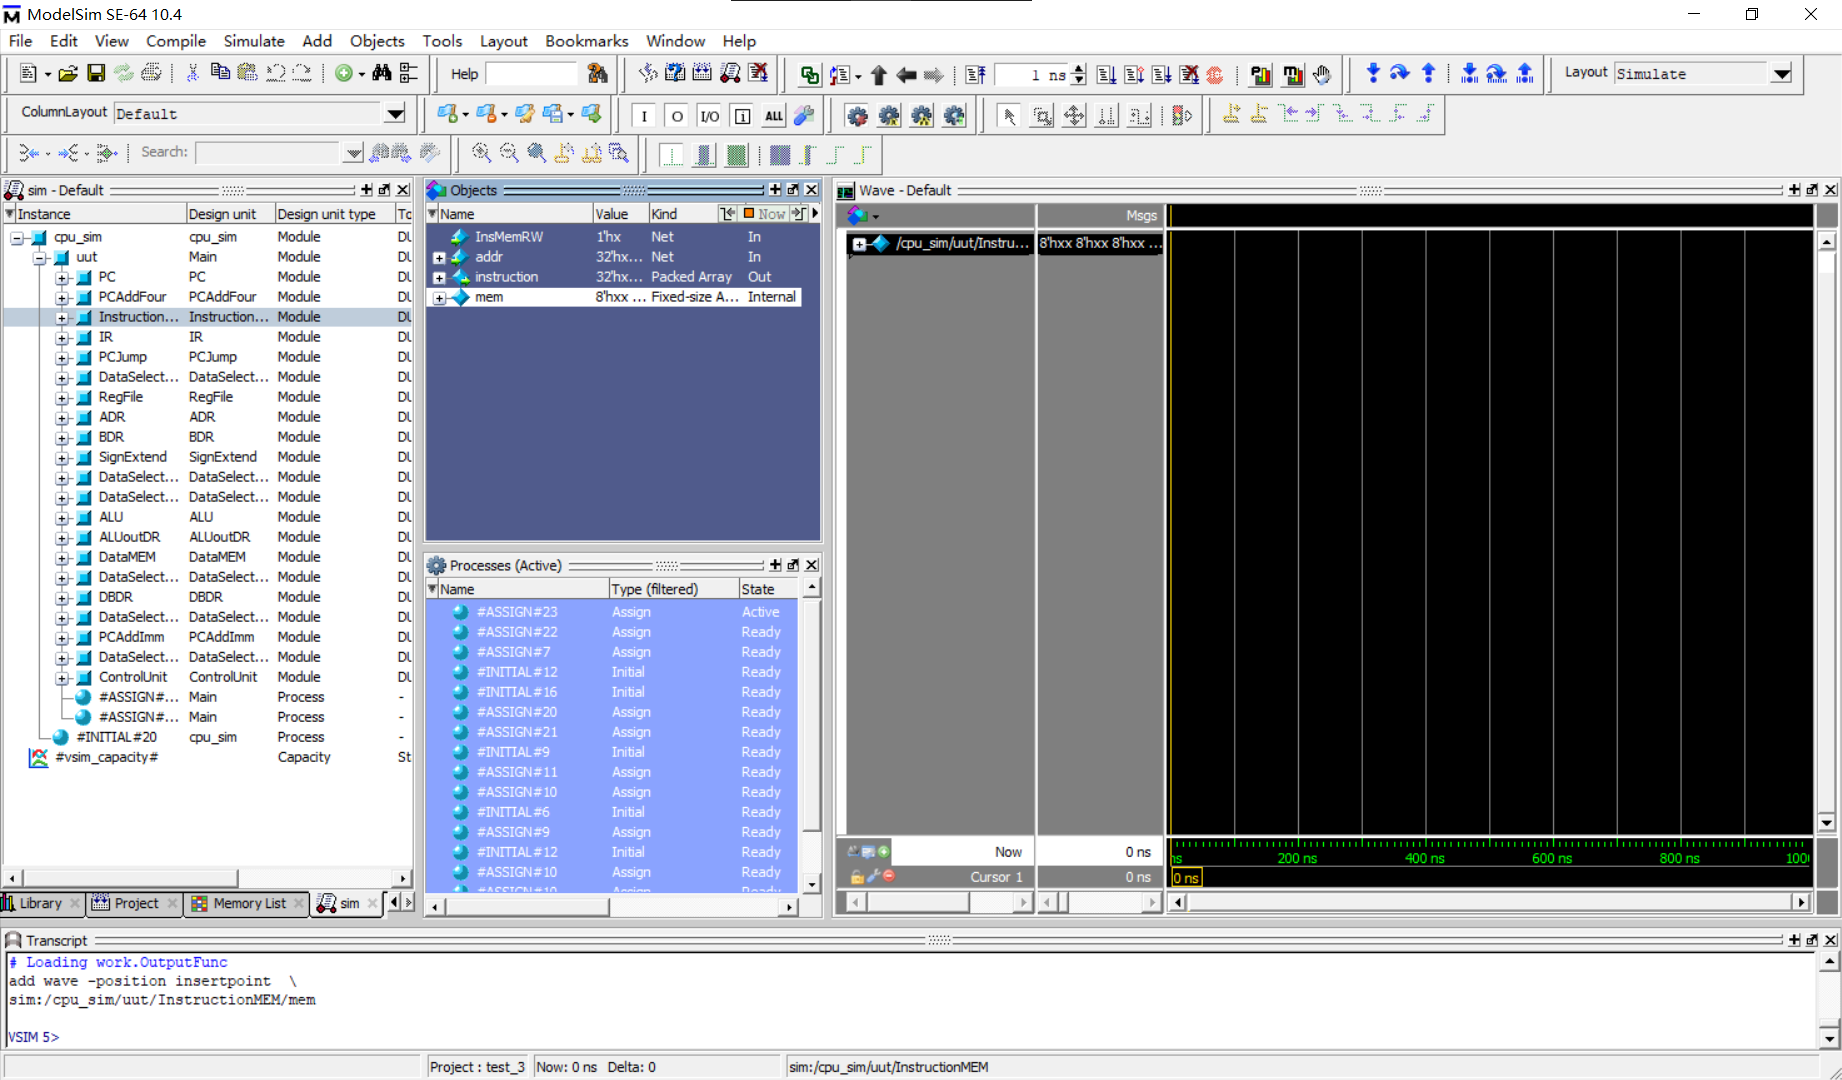 ModelSim SE-64 10.4
File Edit View Compile Simulate Add Objects Tools Layout Bookmarks Window Help
Help 1 ns Layout Simulate
ColumnLayout Default I O I/O ALL
Search:
sim - Default
Instance Design unit Design unit type To
cpu_sim cpu_sim Module DU
uut Main Module DU
PC PC Module DU
PCAddFour PCAddFour Module DU
Instruction... Instruction... Module DU
IR IR Module DU
PCJump PCJump Module DU
DataSelect... DataSelect... Module DU
RegFile RegFile Module DU
ADR ADR Module DU
BDR BDR Module DU
SignExtend SignExtend Module DU
DataSelect... DataSelect... Module DU
DataSelect... DataSelect... Module DU
ALU ALU Module DU
ALUoutDR ALUoutDR Module DU
DataMEM DataMEM Module DU
DataSelect... DataSelect... Module DU
DBDR DBDR Module DU
DataSelect... DataSelect... Module DU
PCAddImm PCAddImm Module DU
DataSelect... DataSelect... Module DU
ControlUnit ControlUnit Module DU
#ASSIGN#... Main Process -
#ASSIGN#... Main Process -
#INITIAL#20 cpu_sim Process -
#vsim_capacity# Capacity St
Library Project Memory List sim
Objects
Name Value Kind Now
InsMemRW 1'hx Net In
addr 32'hx... Net In
instruction 32'hx... Packed Array Out
mem 8'hxx ... Fixed-size A... Internal
Processes (Active)
Name Type (filtered) State
#ASSIGN#23 Assign Active
#ASSIGN#22 Assign Ready
#ASSIGN#7 Assign Ready
#INITIAL#12 Initial Ready
#INITIAL#16 Initial Ready
#ASSIGN#20 Assign Ready
#ASSIGN#21 Assign Ready
#INITIAL#9 Initial Ready
#ASSIGN#11 Assign Ready
#ASSIGN#10 Assign Ready
#INITIAL#6 Initial Ready
#ASSIGN#9 Assign Ready
#INITIAL#12 Initial Ready
#ASSIGN#10 Assign Ready
#ASSIGN#10 Assign Ready
Wave - Default
Msgs
/cpu_sim/uut/Instru... 8'hxx 8'hxx 8'hxx ...
Now 0 ns
ns 200 ns 400 ns 600 ns 800 ns 100
Cursor 1 0 ns
0 ns
Transcript
# Loading work.OutputFunc
add wave -position insertpoint \
sim:/cpu_sim/uut/InstructionMEM/mem
VSIM 5>
Project : test_3 Now: 0 ns Delta: 0 sim:/cpu_sim/uut/InstructionMEM